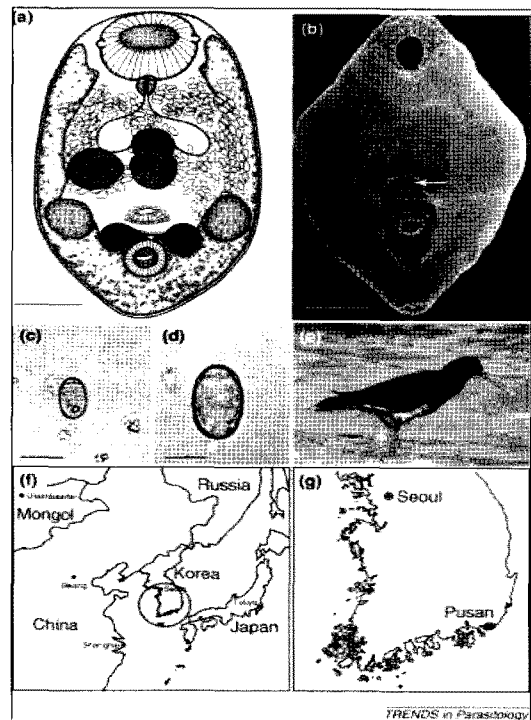 (a)
(b)
(c)
(d)
(f)
Russia
Mongol
Korea
China
Japan
(g)
Seoul
Pusan
TRENDS in Parasitology